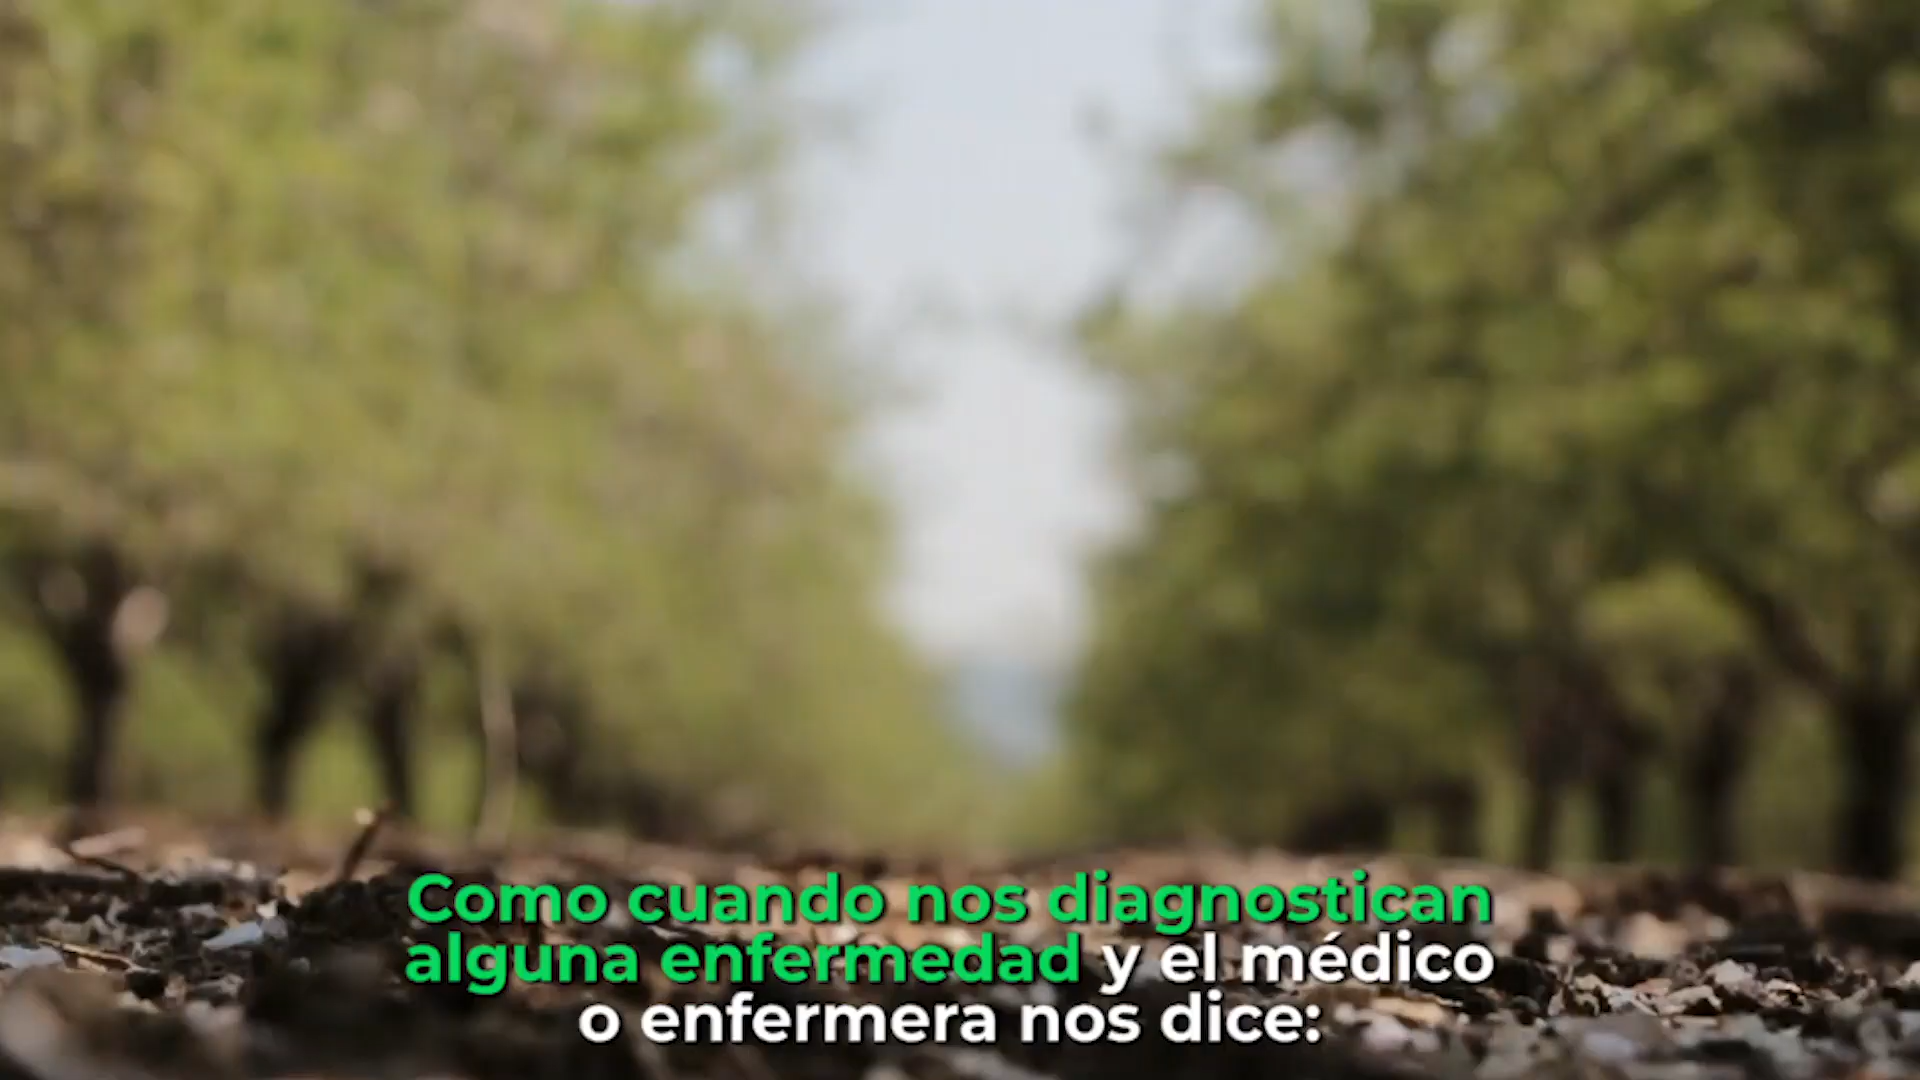 Como cuando nos diagnostican
alguna enfermedad y el médico
o enfermera nos dice: